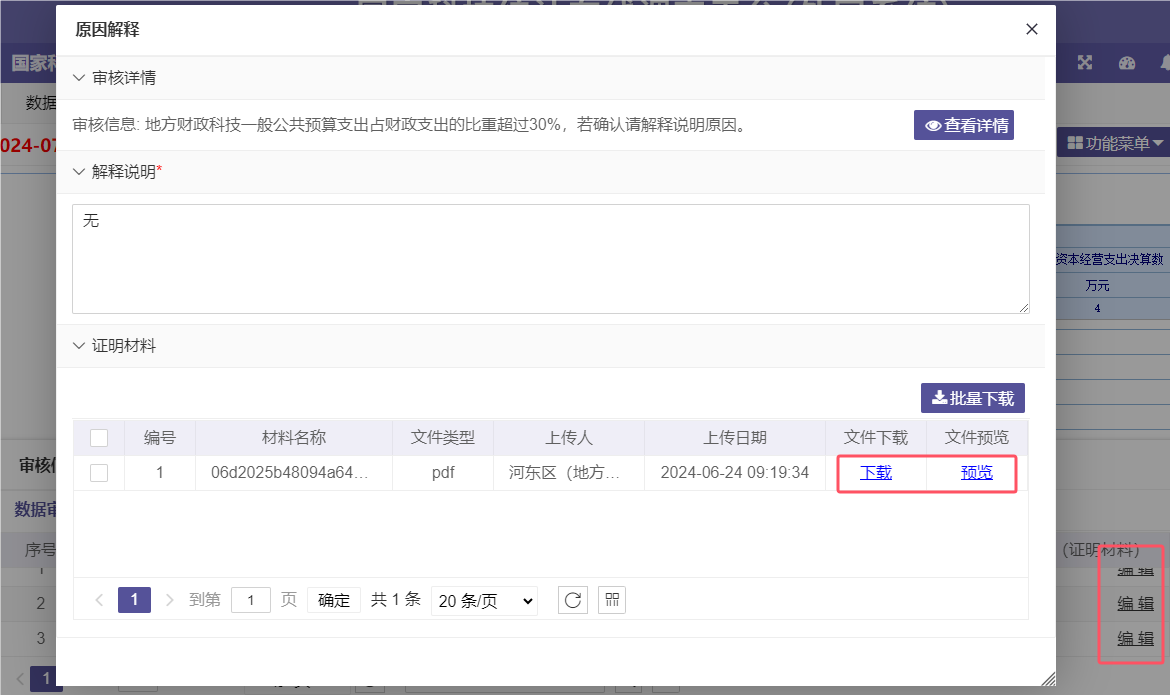 原因解释
国家科
数据
024-07
审核详情
审核信息: 地方财政科技一般公共预算支出占财政支出的比重超过30%，若确认请解释说明原因。
查看详情
功能菜单
解释说明*
无
资本经营支出决算数
万元
4
证明材料
批量下载
编号 材料名称 文件类型 上传人 上传日期 文件下载 文件预览
1 06d2025b48094a64... pdf 河东区（地方... 2024-06-24 09:19:34 下载 预览
审核信
数据审
序号 (证明材料)
1 编 辑
2 编 辑
3 编 辑
1 到第 1 页 确定 共 1 条 20 条/页
1